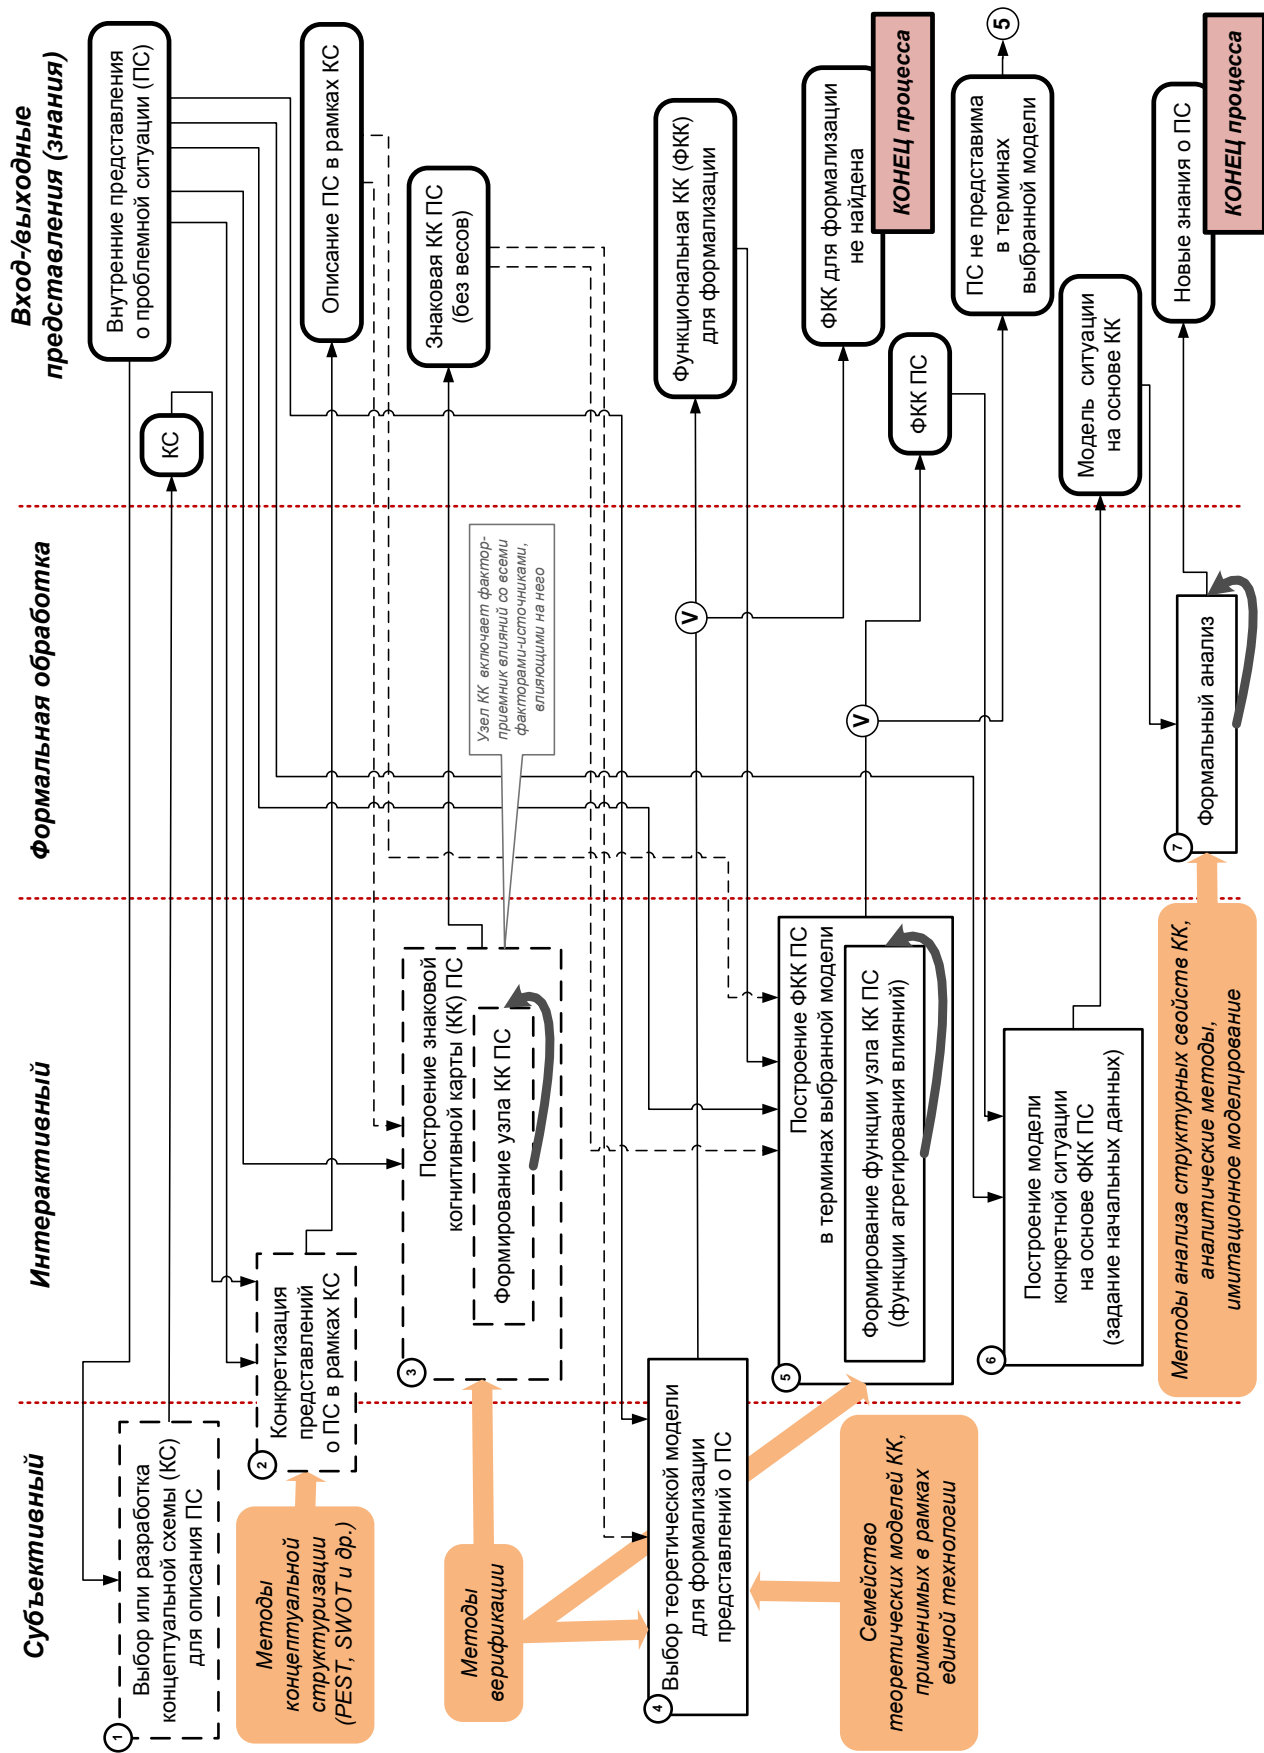 Субъективный
Интерактивный
Формальная обработка
Вход-/выходные
представления (знания)
1
Выбор или разработка
концептуальной схемы (КС)
для описания ПС
КС
Внутренние представления
о проблемной ситуации (ПС)
2
Конкретизация
представлений
о ПС в рамках КС
Описание ПС в рамках КС
Методы
концептуальной
структуризации
(PEST, SWOT и др.)
3
Построение знаковой
когнитивной карты (КК) ПС
Формирование узла КК ПС
Узел КК включает фактор-
приемник влияний со всеми
факторами-источниками,
влияющими на него
Знаковая КК ПС
(без весов)
Методы
верификации
4
Выбор теоретической модели
для формализации
представлений о ПС
V
Функциональная КК (ФКК)
для формализации
ФКК для формализации
не найдена
КОНЕЦ процесса
5
Построение ФКК ПС
в терминах выбранной модели
Формирование функции узла КК ПС
(функции агрегирования влияний)
V
ФКК ПС
ПС не представима
в терминах
выбранной модели
5
Семейство
теоретических моделей КК,
применимых в рамках
единой технологии
6
Построение модели
конкретной ситуации
на основе ФКК ПС
(задание начальных данных)
Модель ситуации
на основе КК
7
Формальный анализ
Новые знания о ПС
КОНЕЦ процесса
Методы анализа структурных свойств КК,
аналитические методы,
имитационное моделирование